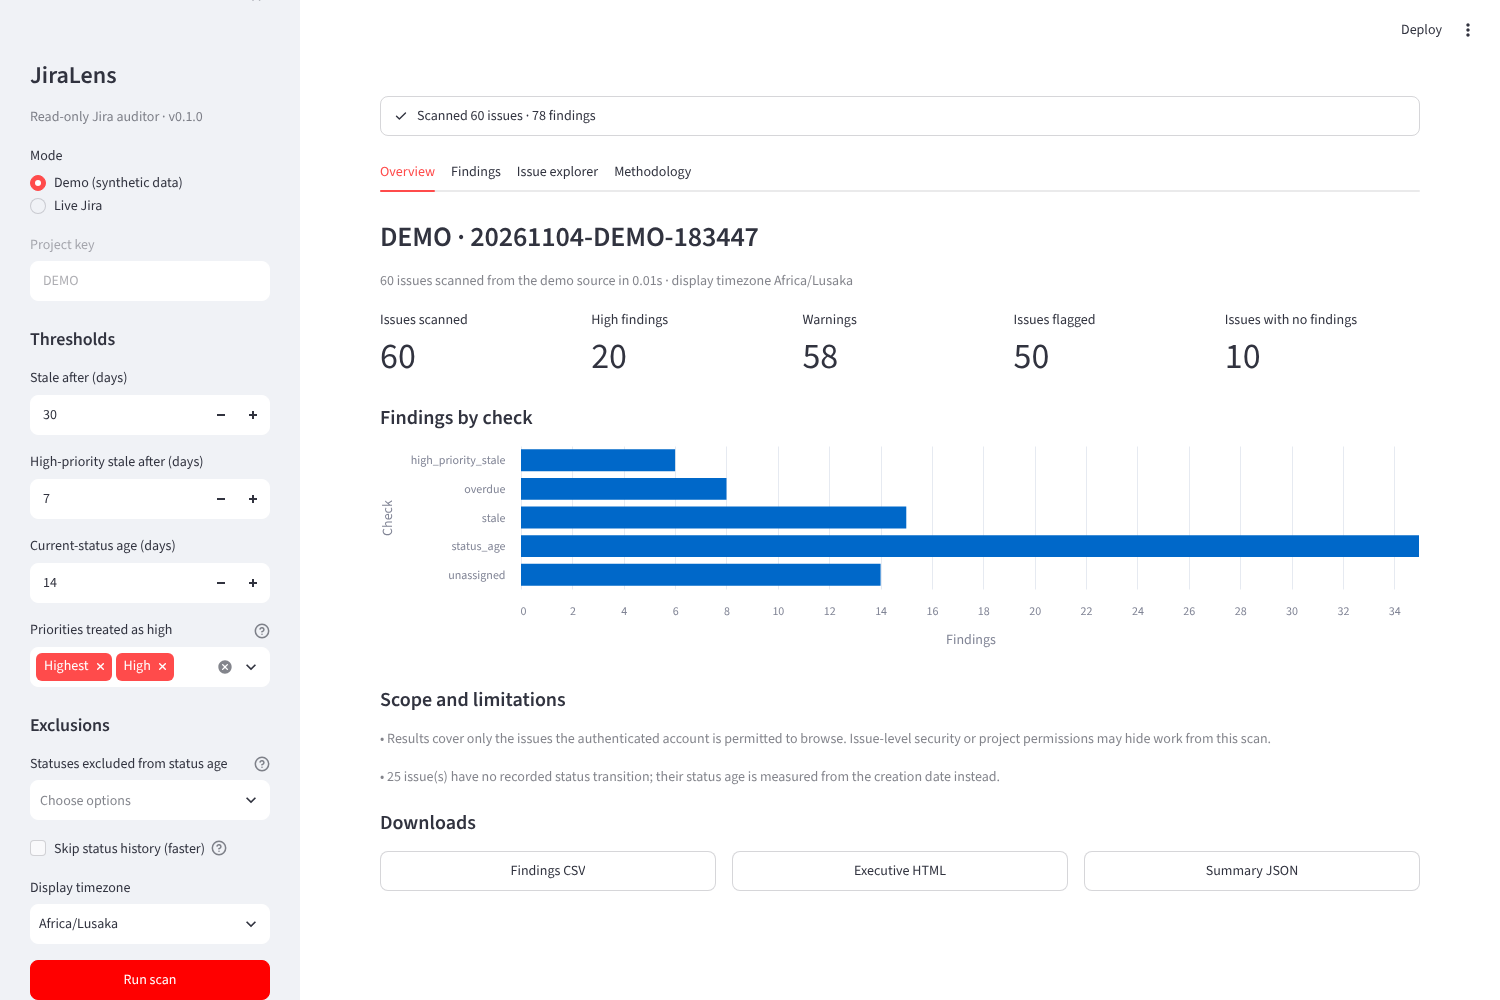 JiraLens
Read-only Jira auditor · v0.1.0
Mode
Demo (synthetic data)
Live Jira
Project key
DEMO
Thresholds
Stale after (days)
30
High-priority stale after (days)
7
Current-status age (days)
14
Priorities treated as high
Highest
High
Exclusions
Statuses excluded from status age
Choose options
Skip status history (faster)
Display timezone
Africa/Lusaka
Run scan
Deploy
Scanned 60 issues · 78 findings
Overview Findings Issue explorer Methodology
DEMO · 20261104-DEMO-183447
60 issues scanned from the demo source in 0.01s · display timezone Africa/Lusaka
Issues scanned High findings Warnings Issues flagged Issues with no findings
60 20 58 50 10
Findings by check
Check
high_priority_stale
overdue
stale
status_age
unassigned
0 2 4 6 8 10 12 14 16 18 20 22 24 26 28 30 32 34
Findings
Scope and limitations
• Results cover only the issues the authenticated account is permitted to browse. Issue-level security or project permissions may hide work from this scan.
• 25 issue(s) have no recorded status transition; their status age is measured from the creation date instead.
Downloads
Findings CSV Executive HTML Summary JSON